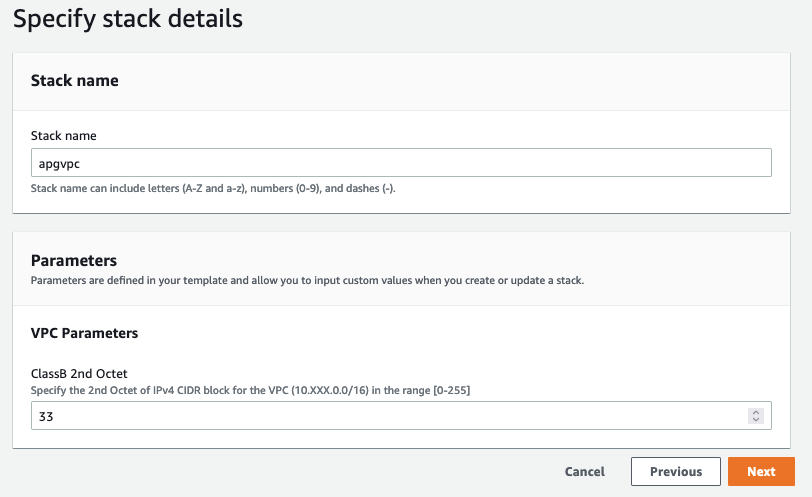 Specify stack details
Stack name
Stack name
apgvpc
Stack name can include letters (A-Z and a-z), numbers (0-9), and dashes (-).
Parameters
Parameters are defined in your template and allow you to input custom values when you create or update a stack.
VPC Parameters
ClassB 2nd Octet
Specify the 2nd Octet of IPv4 CIDR block for the VPC (10.XXX.0.0/16) in the range [0-255]
33
Cancel Previous Next